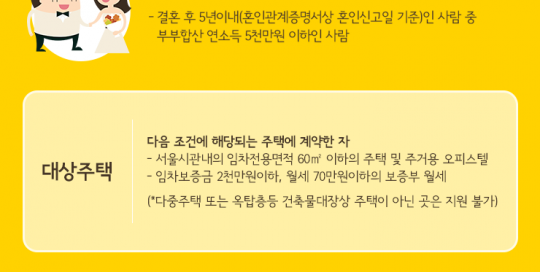 - 결혼 후 5년이내(혼인관계증명서상 혼인신고일 기준)인 사람 중
부부합산 연소득 5천만원 이하인 사람
대상주택
다음 조건에 해당되는 주택에 계약한 자
- 서울시관내의 임차전용면적 60㎡ 이하의 주택 및 주거용 오피스텔
- 임차보증금 2천만원이하, 월세 70만원이하의 보증부 월세
(*다중주택 또는 옥탑층등 건축물대장상 주택이 아닌 곳은 지원 불가)